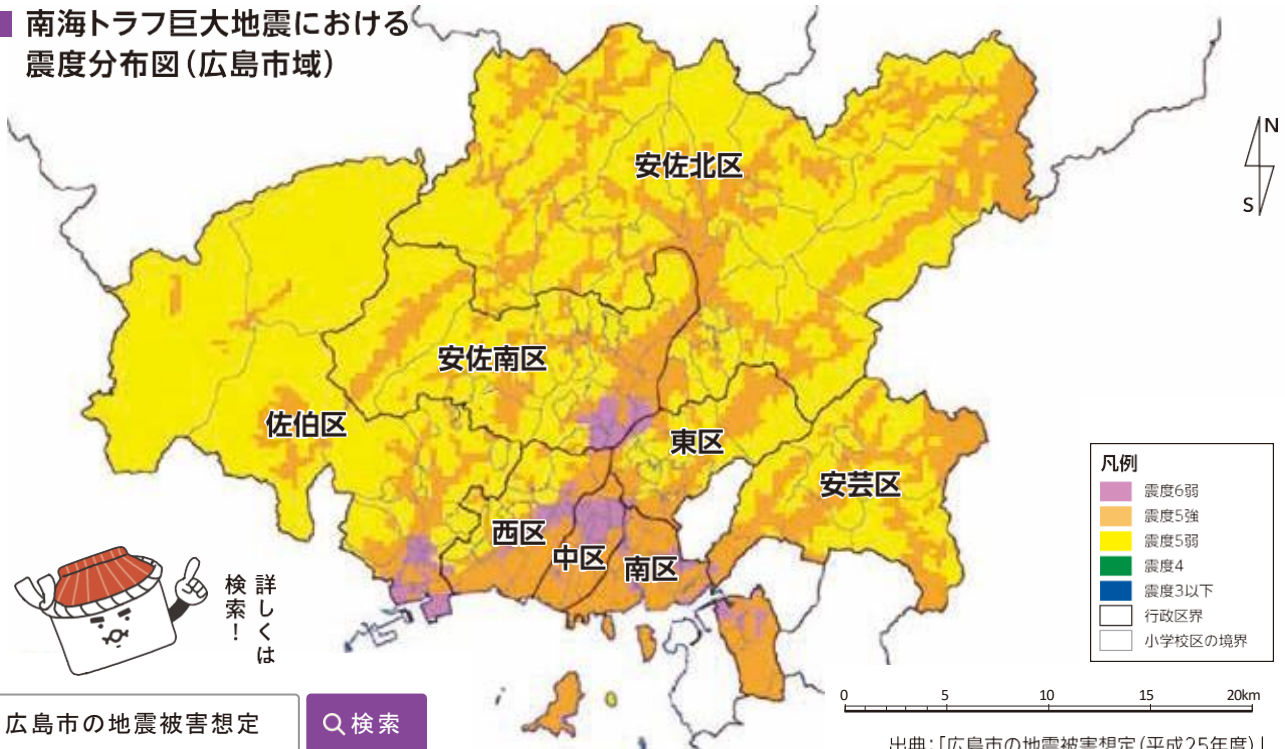 南海トラフ巨大地震における
震度分布図(広島市域)
N
S
安佐北区
安佐南区
佐伯区
東区
安芸区
西区
中区
南区
凡例
震度6弱
震度5強
震度5弱
震度4
震度3以下
行政区界
小学校区の境界
詳しくは
検索!
広島市の地震被害想定
検索
0 5 10 15 20km
出典:「広島市の地震被害想定(平成25年度)」